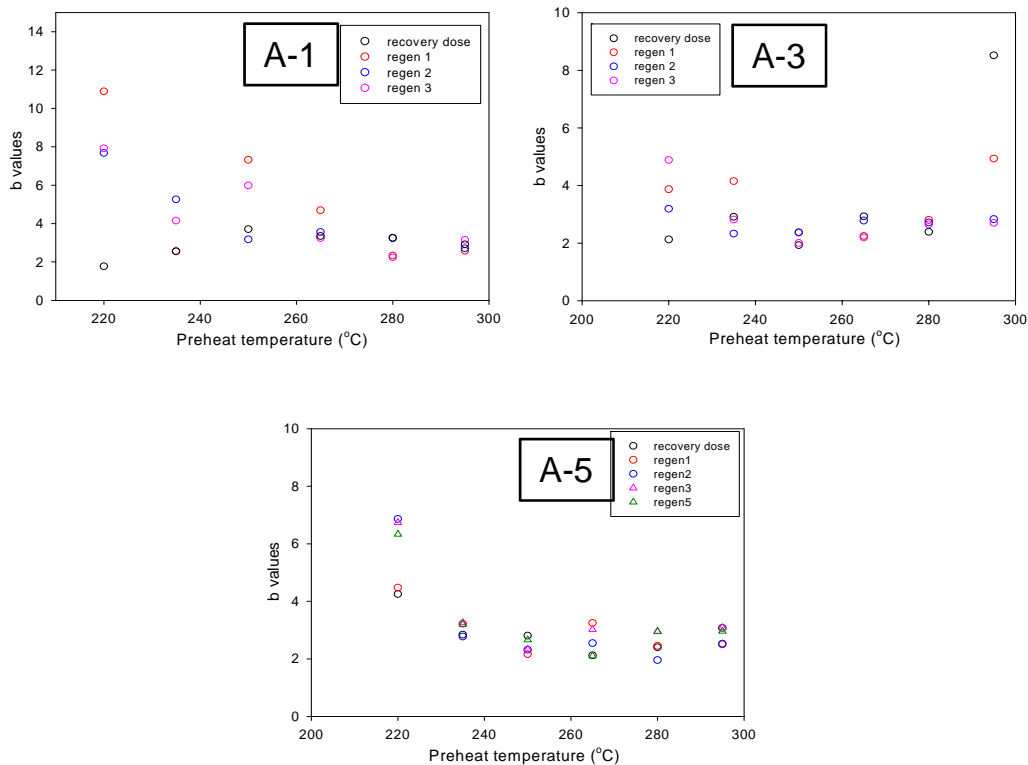 A-1
recovery dose
regen 1
regen 2
regen 3
b values
14
12
10
8
6
4
2
0
220
240
260
280
300
Preheat temperature (°C)
A-3
recovery dose
regen 1
regen 2
regen 3
b values
10
8
6
4
2
0
200
220
240
260
280
300
Preheat temperature (°C)
A-5
recovery dose
regen1
regen2
regen3
regen5
b values
10
8
6
4
2
0
200
220
240
260
280
300
Preheat temperature (°C)